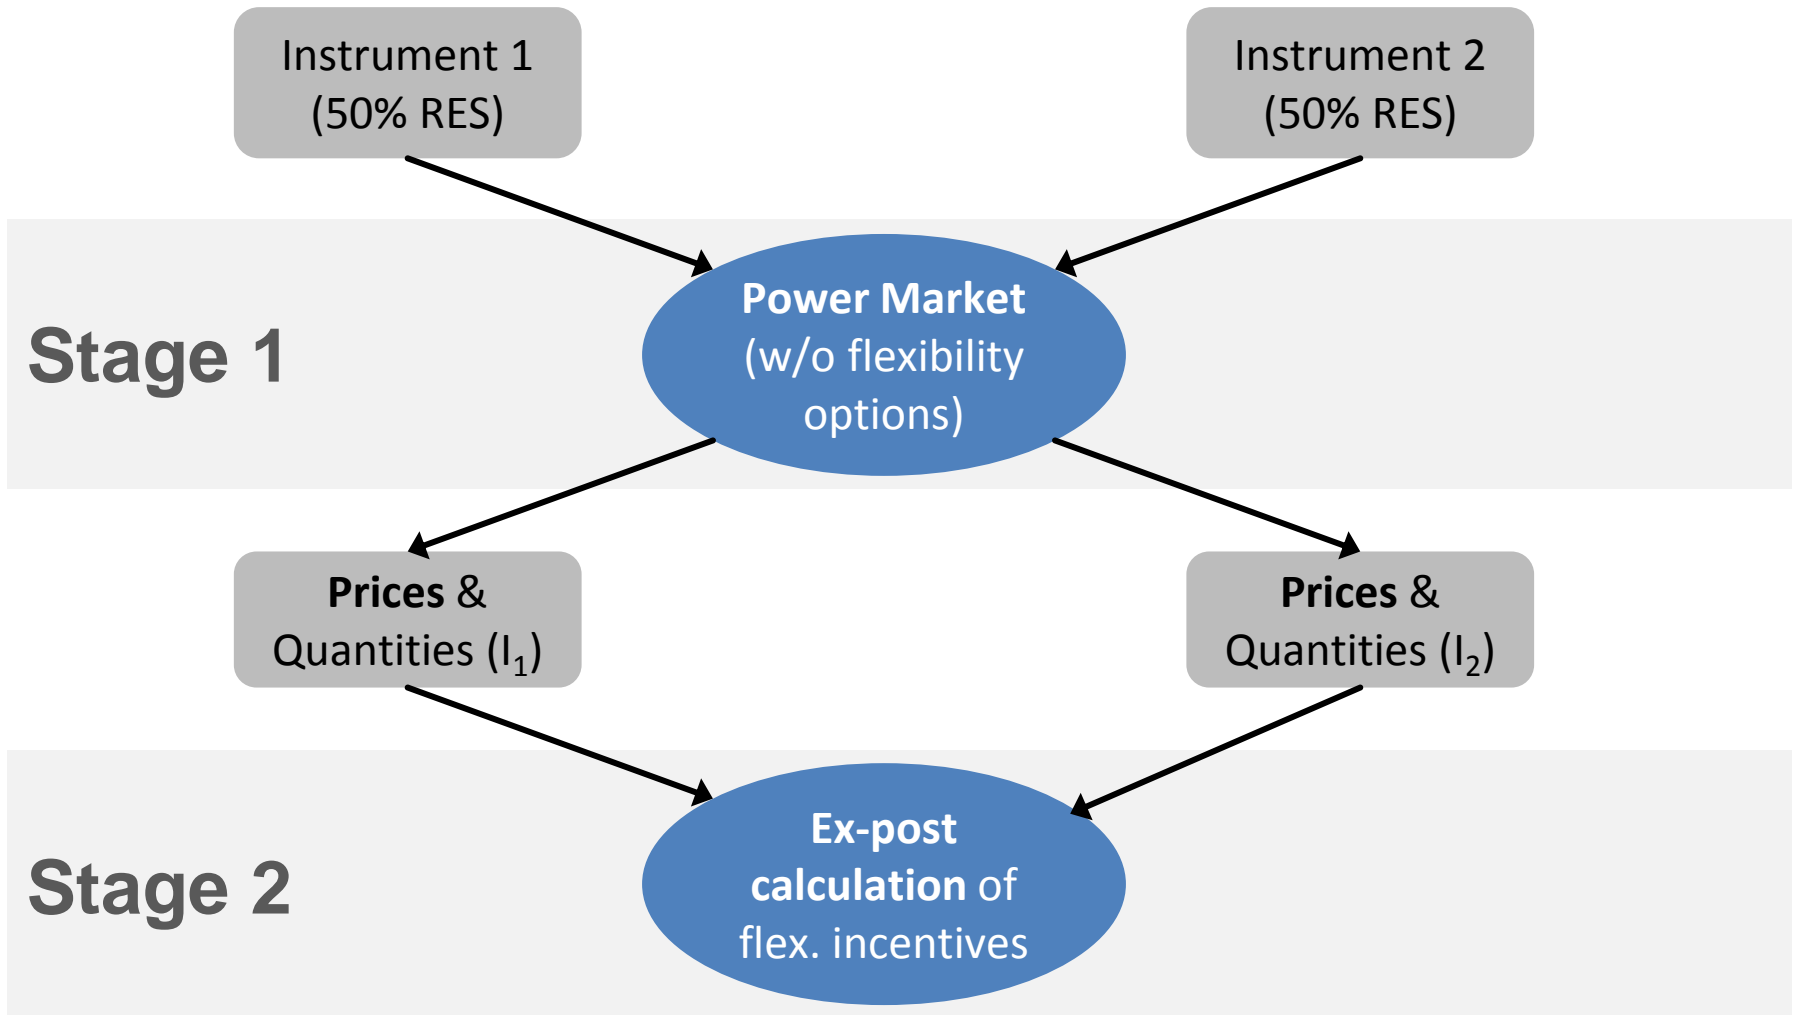 Instrument 1
(50% RES)
Instrument 2
(50% RES)
Stage 1
Power Market
(w/o flexibility
options)
Prices &
Quantities (I₁)
Prices &
Quantities (I₂)
Stage 2
Ex-post
calculation of
flex. incentives